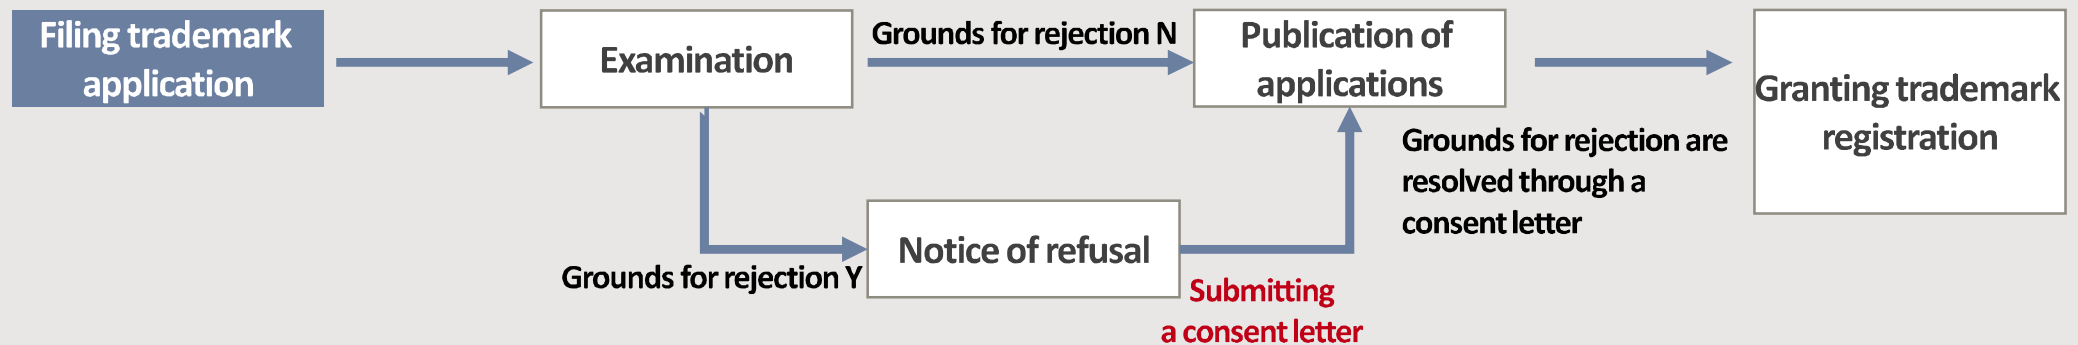 Filing trademark
application
Examination
Grounds for rejection N
Publication of
applications
Granting trademark
registration
Grounds for rejection are
resolved through a
consent letter
Notice of refusal
Grounds for rejection Y
Submitting
a consent letter